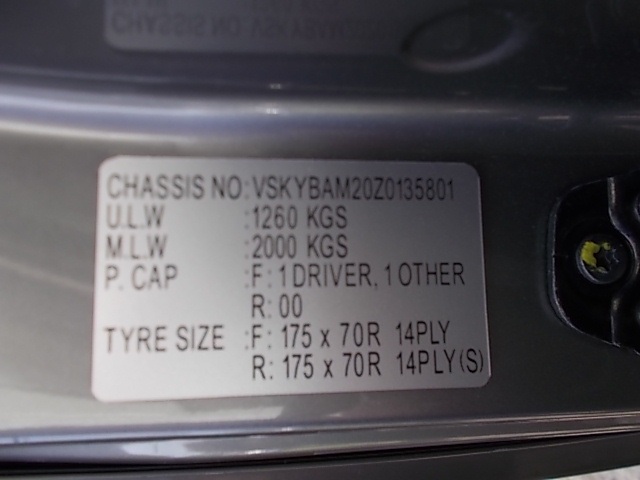 CHASSIS NO: VSKYBAM20Z0135801
U.L.W :1260 KGS
M.L.W :2000 KGS
P. CAP :F: 1 DRIVER, 1 OTHER
R: 00
TYRE SIZE :F: 175 x 70R 14PLY
R: 175 x 70R 14PLY(S)